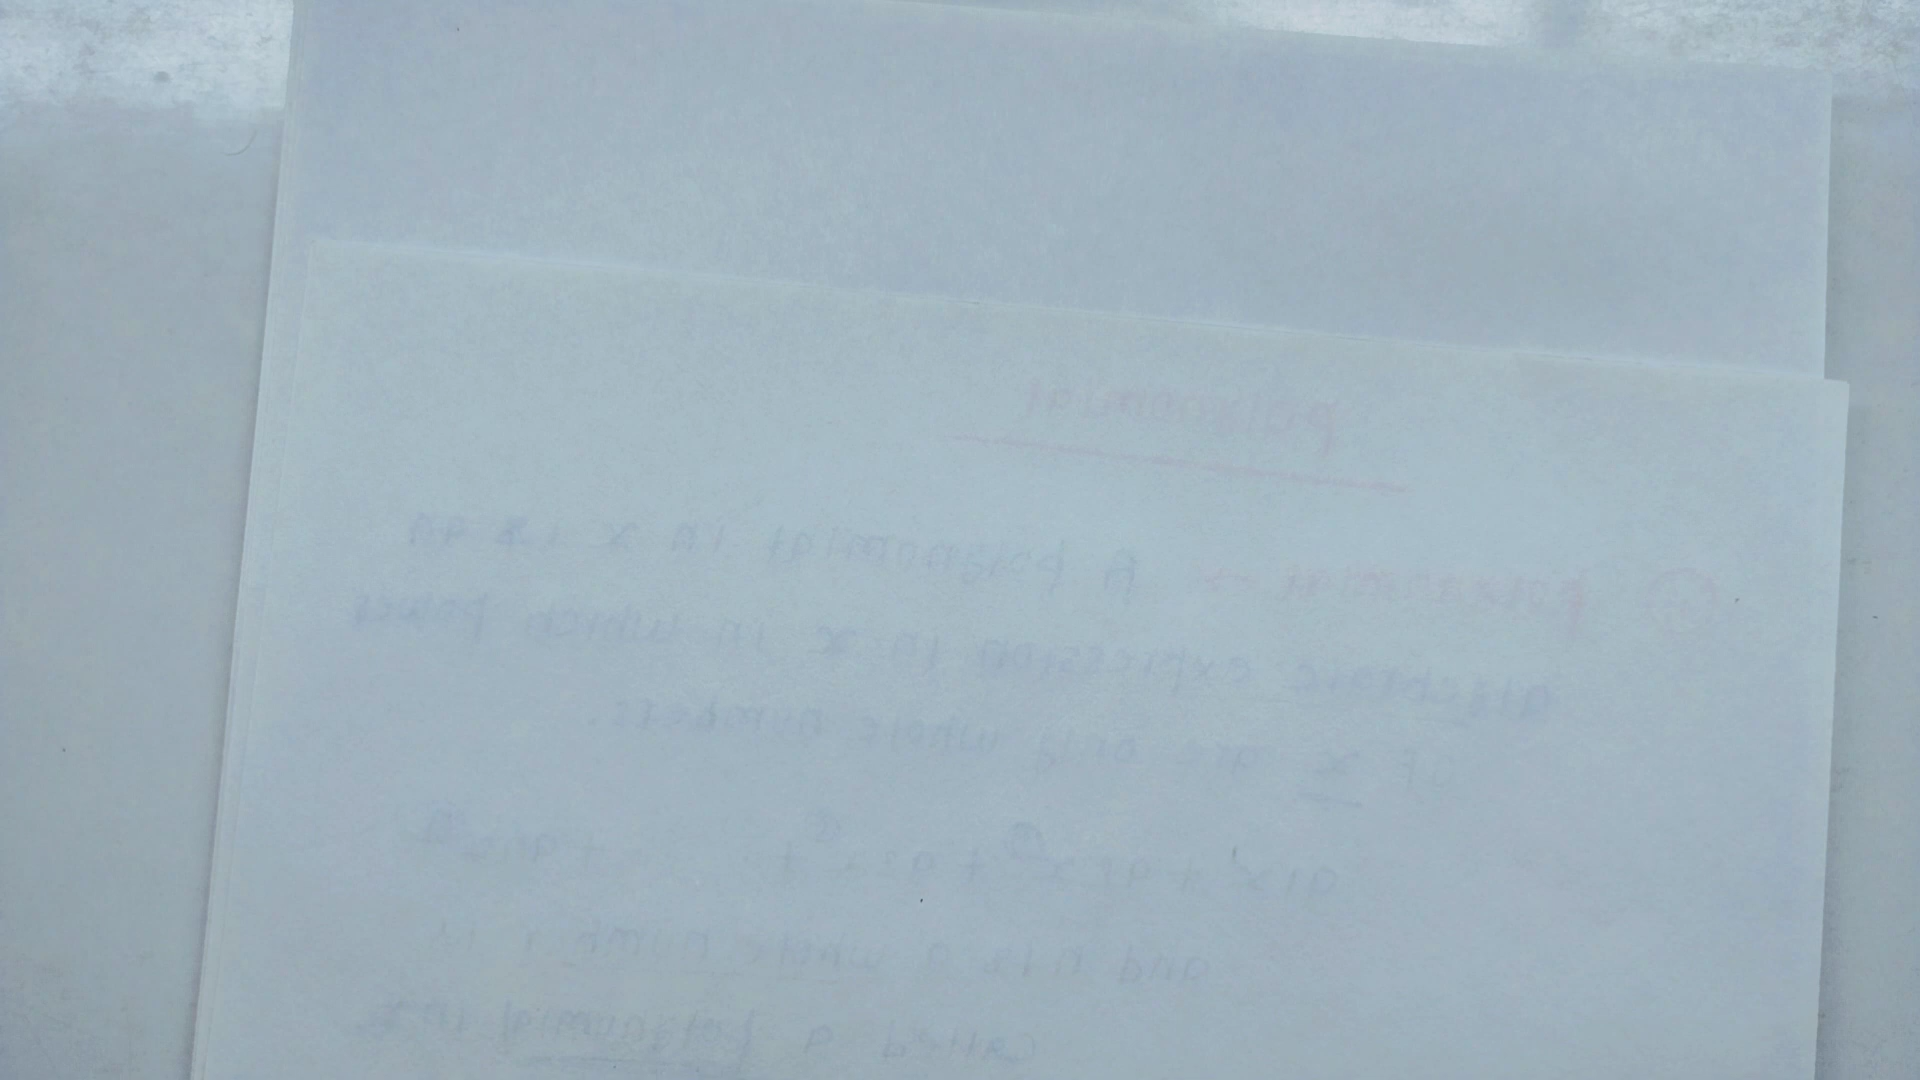 polynomial
polynomial → A polynomial in x is an
algebraic expression in x in which power
of x are only whole numbers.
and n is a whole number is
called a polynomial in x